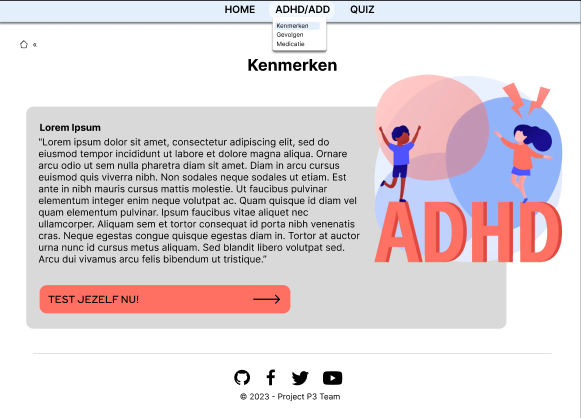 HOME ADHD/ADD QUIZ
Kenmerken
Gevolgen
Medicatie
«
Kenmerken
Lorem Ipsum
"Lorem ipsum dolor sit amet, consectetur adipiscing elit, sed do
eiusmod tempor incididunt ut labore et dolore magna aliqua. Ornare
arcu odio ut sem nulla pharetra diam sit amet. Diam in arcu cursus
euismod quis viverra nibh. Non sodales neque sodales ut etiam. Est
ante in nibh mauris cursus mattis molestie. Ut faucibus pulvinar
elementum integer enim neque volutpat ac. Quam quisque id diam vel
quam elementum pulvinar. Ipsum faucibus vitae aliquet nec
ullamcorper. Aliquam sem et tortor consequat id porta nibh venenatis
cras. Neque egestas congue quisque egestas diam in. Tortor at auctor
urna nunc id cursus metus aliquam. Sed blandit libero volutpat sed.
Arcu dui vivamus arcu felis bibendum ut tristique."
ADHD
TEST JEZELF NU!
© 2023 - Project P3 Team